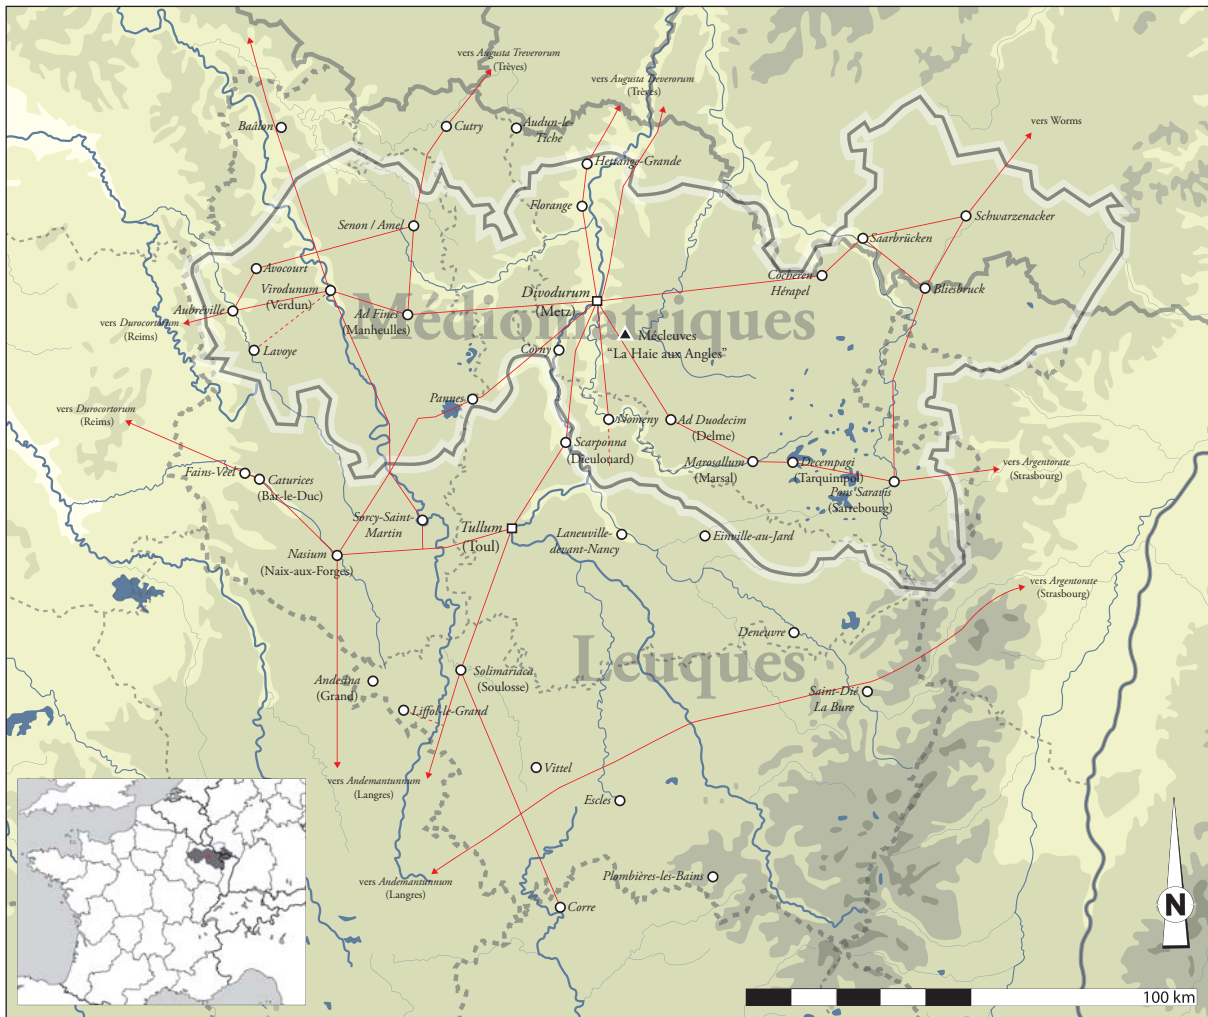 vers Augusta Treverorum
(Trèves)
vers Augusta Treverorum
(Trèves)
Baâlon
Cutry
Audun-le-
Tiche
vers Worms
Hettange-Grande
Florange
Schwarzenacker
Senon / Amel
Saarbrücken
Avocourt
Cocheren
Hérapel
Virodunum
(Verdun)
Divodurum
(Metz)
Bliesbruck
Aubréville
Ad Fines
(Manheulles)
Médiomatriques
vers Durocortorum
(Reims)
Mécleuves
"La Haie aux Angles"
Lavoye
Corny
Pannes
vers Durocortorum
(Reims)
Nomeny
Ad Duodecim
(Delme)
Scarponna
(Dieulouard)
Marosallum
(Marsal)
Decempagi
(Tarquimpol)
vers Argentorate
(Strasbourg)
Fains-Véel
Caturices
(Bar-le-Duc)
Pons Saravis
(Sarrebourg)
Sorcy-Saint-
Martin
Tullum
(Toul)
Laneuville-
devant-Nancy
Einville-au-Jard
Nasium
(Naix-aux-Forges)
vers Argentorate
(Strasbourg)
Deneuvre
Leuques
Andesina
(Grand)
Solimariaca
(Soulosse)
Saint-Dié
La Bure
Liffol-le-Grand
Vittel
vers Andemantunnum
(Langres)
Escles
vers Andemantunnum
(Langres)
Plombières-les-Bains
Corre
N
100 km